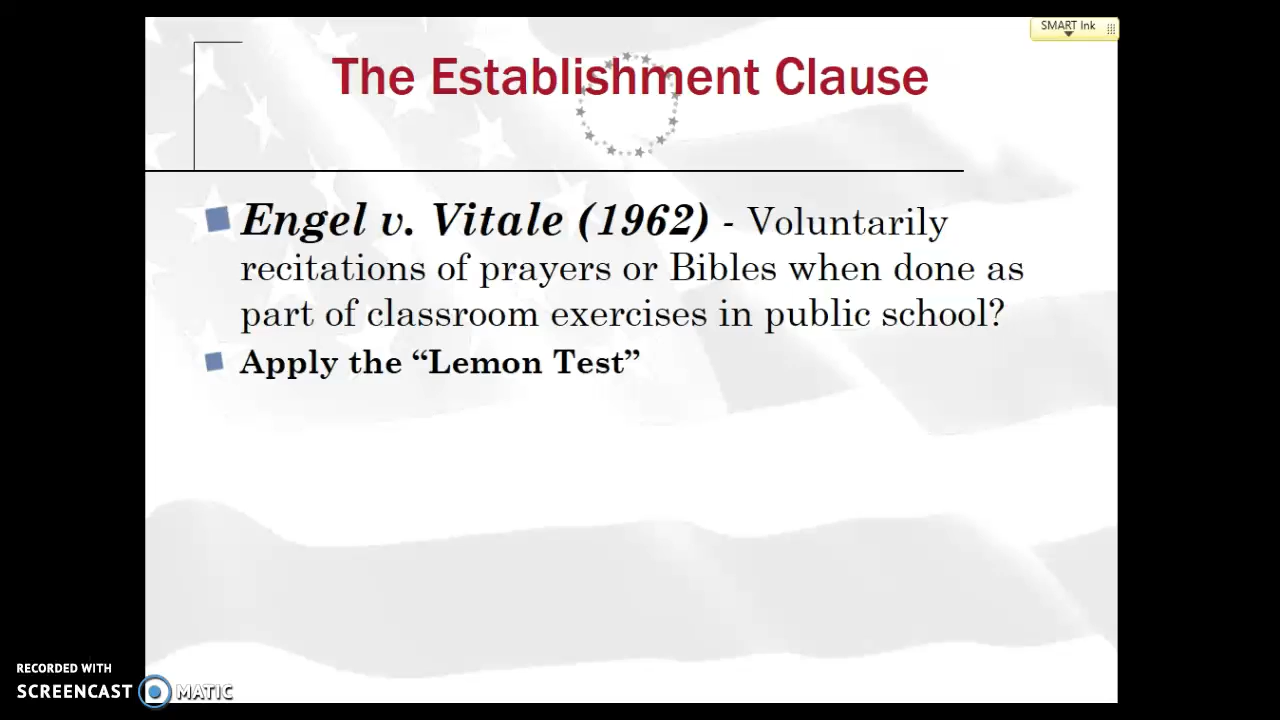 SMART Ink
The Establishment Clause
Engel v. Vitale (1962) - Voluntarily
recitations of prayers or Bibles when done as
part of classroom exercises in public school?
Apply the “Lemon Test”
RECORDED WITH
SCREENCAST MATIC